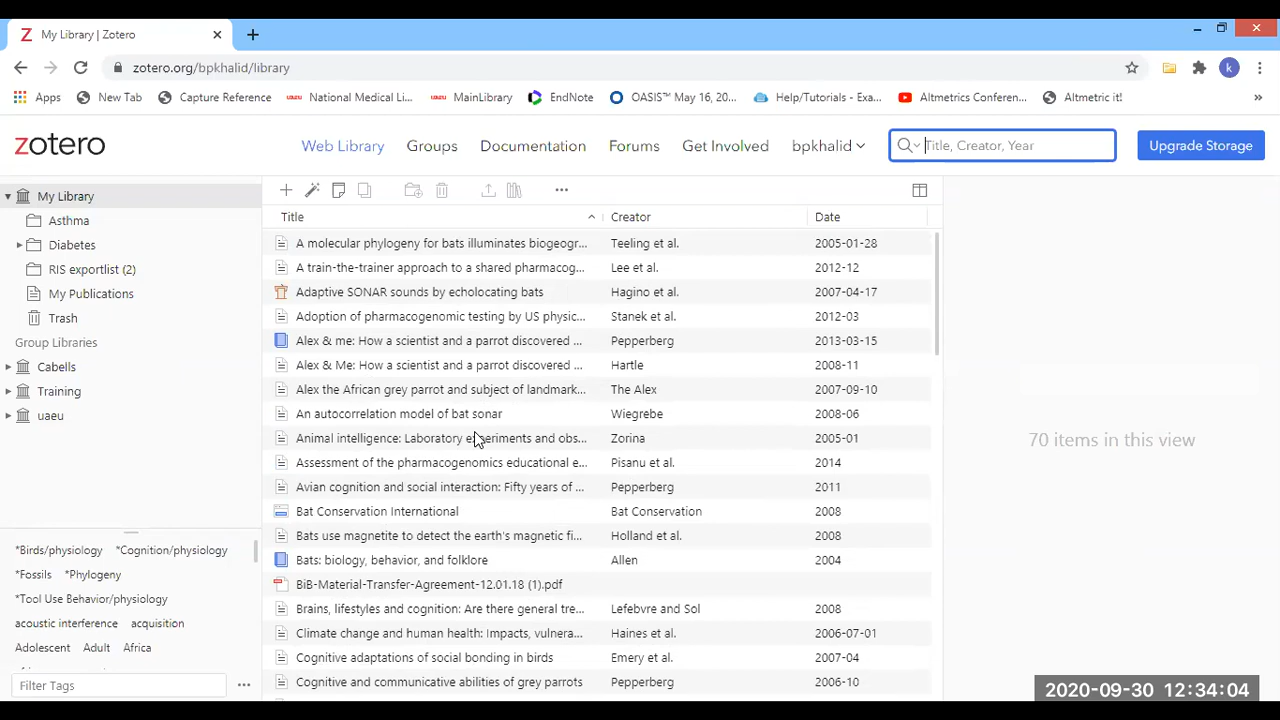 My Library | Zotero
zotero.org/bpkhalid/library
k
Apps New Tab Capture Reference National Medical Li... MainLibrary EndNote OASIS™ May 16, 20... Help/Tutorials - Exa... Altmetrics Conferen... Altmetric it! »
zotero Web Library Groups Documentation Forums Get Involved bpkhalid Title, Creator, Year Upgrade Storage
My Library
Asthma
Diabetes
RIS exportlist (2)
My Publications
Trash
Group Libraries
Cabells
Training
uaeu
*Birds/physiology *Cognition/physiology
*Fossils *Phylogeny
*Tool Use Behavior/physiology
acoustic interference acquisition
Adolescent Adult Africa
Filter Tags
Title Creator Date
A molecular phylogeny for bats illuminates biogeogr... Teeling et al. 2005-01-28
A train-the-trainer approach to a shared pharmacog... Lee et al. 2012-12
Adaptive SONAR sounds by echolocating bats Hagino et al. 2007-04-17
Adoption of pharmacogenomic testing by US physic... Stanek et al. 2012-03
Alex & me: How a scientist and a parrot discovered ... Pepperberg 2013-03-15
Alex & Me: How a scientist and a parrot discovered ... Hartle 2008-11
Alex the African grey parrot and subject of landmark... The Alex 2007-09-10
An autocorrelation model of bat sonar Wiegrebe 2008-06
Animal intelligence: Laboratory experiments and obs... Zorina 2005-01
Assessment of the pharmacogenomics educational e... Pisanu et al. 2014
Avian cognition and social interaction: Fifty years of ... Pepperberg 2011
Bat Conservation International Bat Conservation 2008
Bats use magnetite to detect the earth's magnetic fi... Holland et al. 2008
Bats: biology, behavior, and folklore Allen 2004
BiB-Material-Transfer-Agreement-12.01.18 (1).pdf
Brains, lifestyles and cognition: Are there general tre... Lefebvre and Sol 2008
Climate change and human health: Impacts, vulnera... Haines et al. 2006-07-01
Cognitive adaptations of social bonding in birds Emery et al. 2007-04
Cognitive and communicative abilities of grey parrots Pepperberg 2006-10
70 items in this view
2020-09-30 12:34:04